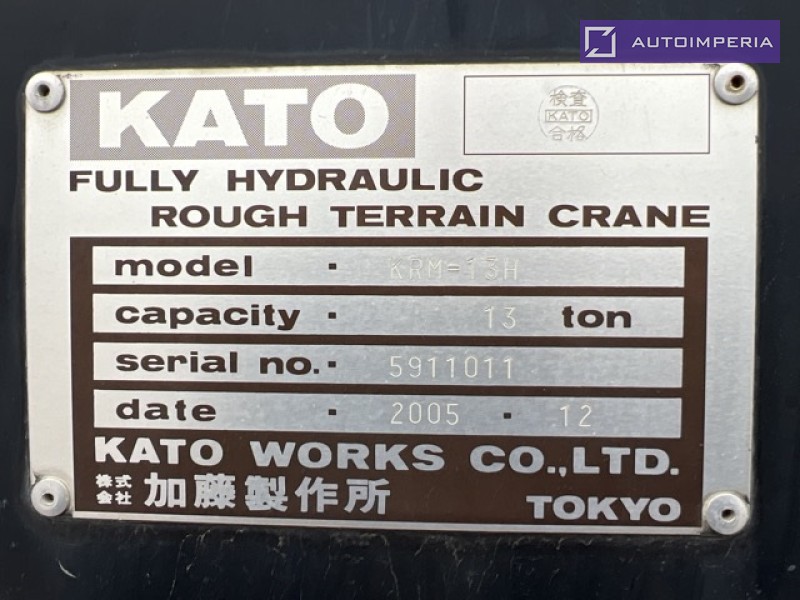 AUTOIMPERIA
KATO
検査
KATO
合格
FULLY HYDRAULIC
ROUGH TERRAIN CRANE
model · KRM-13H
capacity · 13 ton
serial no. · 5911011
date · 2005 · 12
KATO WORKS CO.,LTD.
株式会社 加藤製作所 TOKYO